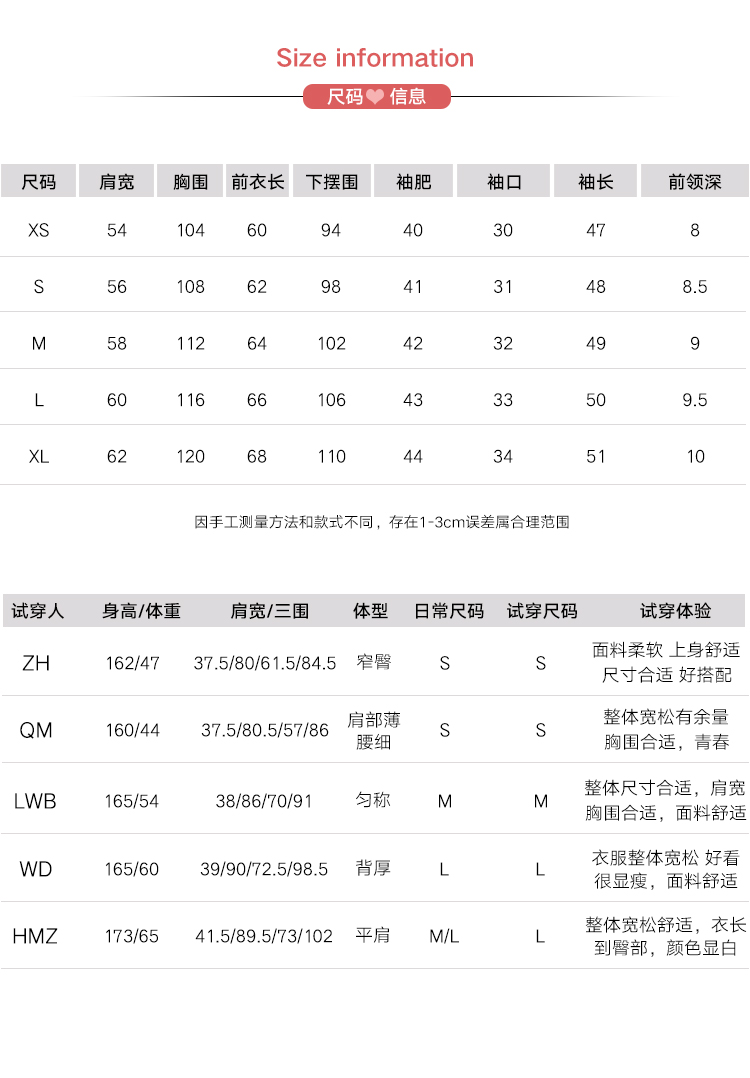 Size information
尺码 信息
尺码 肩宽 胸围 前衣长 下摆围 袖肥 袖口 袖长 前领深
XS 54 104 60 94 40 30 47 8
S 56 108 62 98 41 31 48 8.5
M 58 112 64 102 42 32 49 9
L 60 116 66 106 43 33 50 9.5
XL 62 120 68 110 44 34 51 10
因手工测量方法和款式不同，存在1-3cm误差属合理范围
试穿人 身高/体重 肩宽/三围 体型 日常尺码 试穿尺码 试穿体验
ZH 162/47 37.5/80/61.5/84.5 窄臀 S S 面料柔软 上身舒适
尺寸合适 好搭配
QM 160/44 37.5/80.5/57/86 肩部薄 S S 整体宽松有余量
腰细 胸围合适，青春
LWB 165/54 38/86/70/91 匀称 M M 整体尺寸合适，肩宽
胸围合适，面料舒适
WD 165/60 39/90/72.5/98.5 背厚 L L 衣服整体宽松 好看
很显瘦，面料舒适
HMZ 173/65 41.5/89.5/73/102 平肩 M/L L 整体宽松舒适，衣长
到臀部，颜色显白